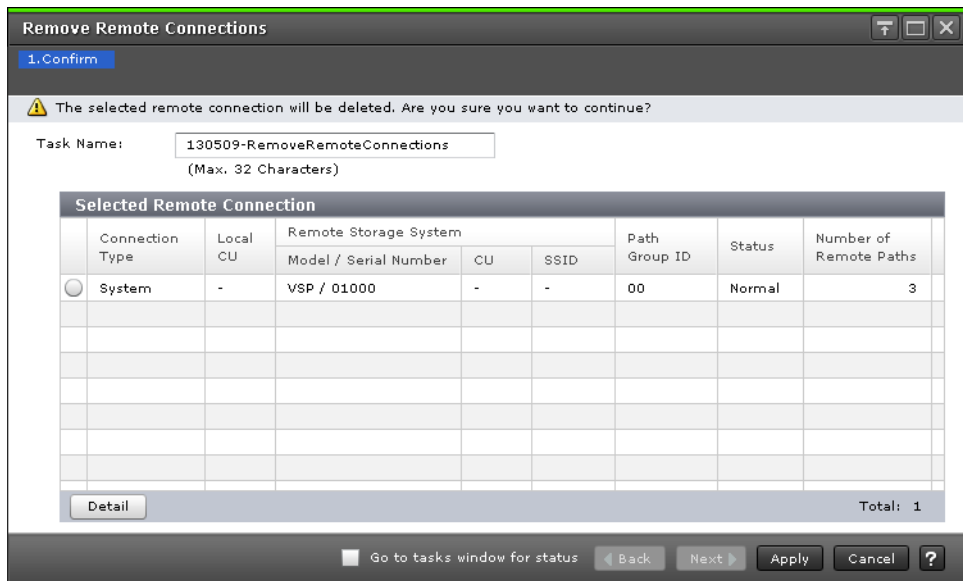 Remove Remote Connections
1.Confirm
The selected remote connection will be deleted. Are you sure you want to continue?
Task Name: 130509-RemoveRemoteConnections
(Max. 32 Characters)
Selected Remote Connection
Connection Type Local CU Remote Storage System Path Group ID Status Number of Remote Paths
Model / Serial Number CU SSID
System - VSP / 01000 - - 00 Normal 3
Detail Total: 1
Go to tasks window for status Back Next Apply Cancel ?